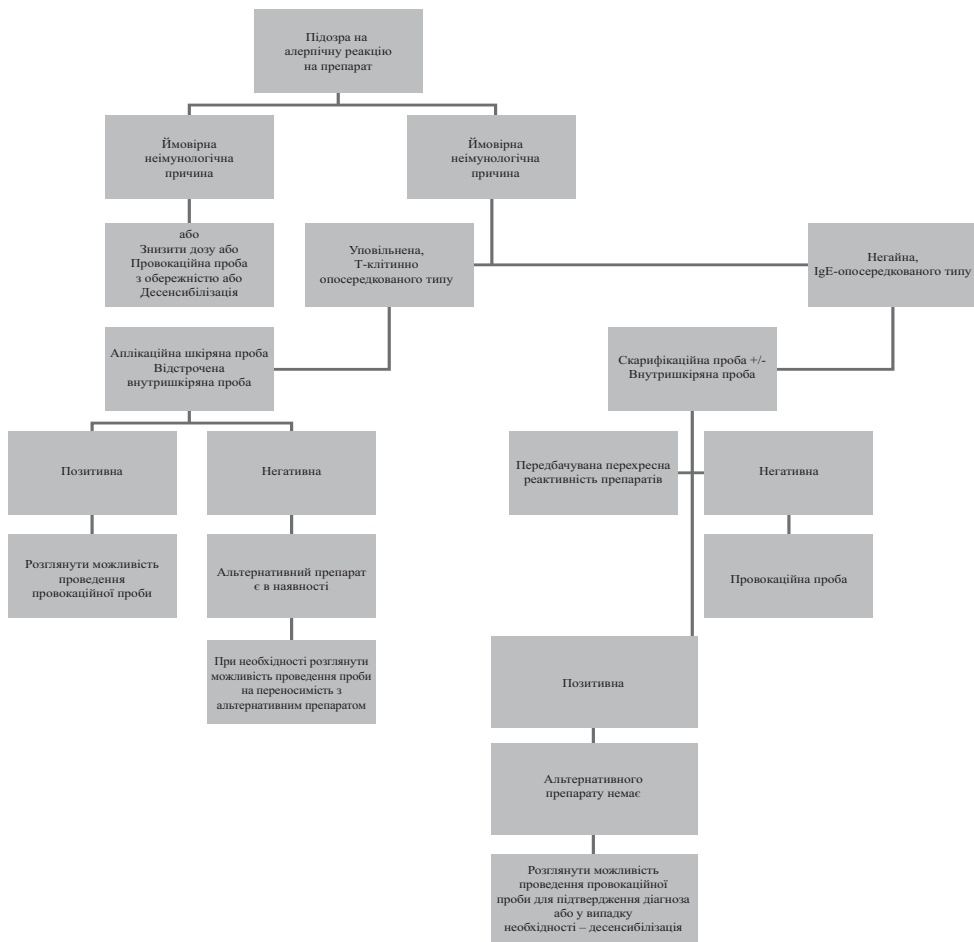 Підозра на
алерпічну реакцію
на препарат
Ймовірна
неімунологічна
причина
Ймовірна
неімунологічна
причина
або
Знизити дозу або
Провокаційна проба
з обережністю або
Десенсибілізація
Уповільнена,
Т-клітинно
опосередкованого типу
Негайна,
IgE-опосередкованого типу
Аплікаційна шкіряна проба
Відстрочена
внутришкіряна проба
Скарифікаційна проба +/-
Внутришкіряна проба
Позитивна
Негативна
Передбачувана перехресна
реактивність препаратів
Негативна
Розглянути можливість
проведення
провокаційної проби
Альтернативний препарат
є в наявності
Провокаційна проба
При необхідності розглянути
можливість проведення проби
на переносимість з
альтернативним препаратом
Позитивна
Альтернативного
препарату немає
Розглянути можливість
проведення провокаційної
проби для підтвердження діагноза
або у випадку
необхідності – десенсибілізація